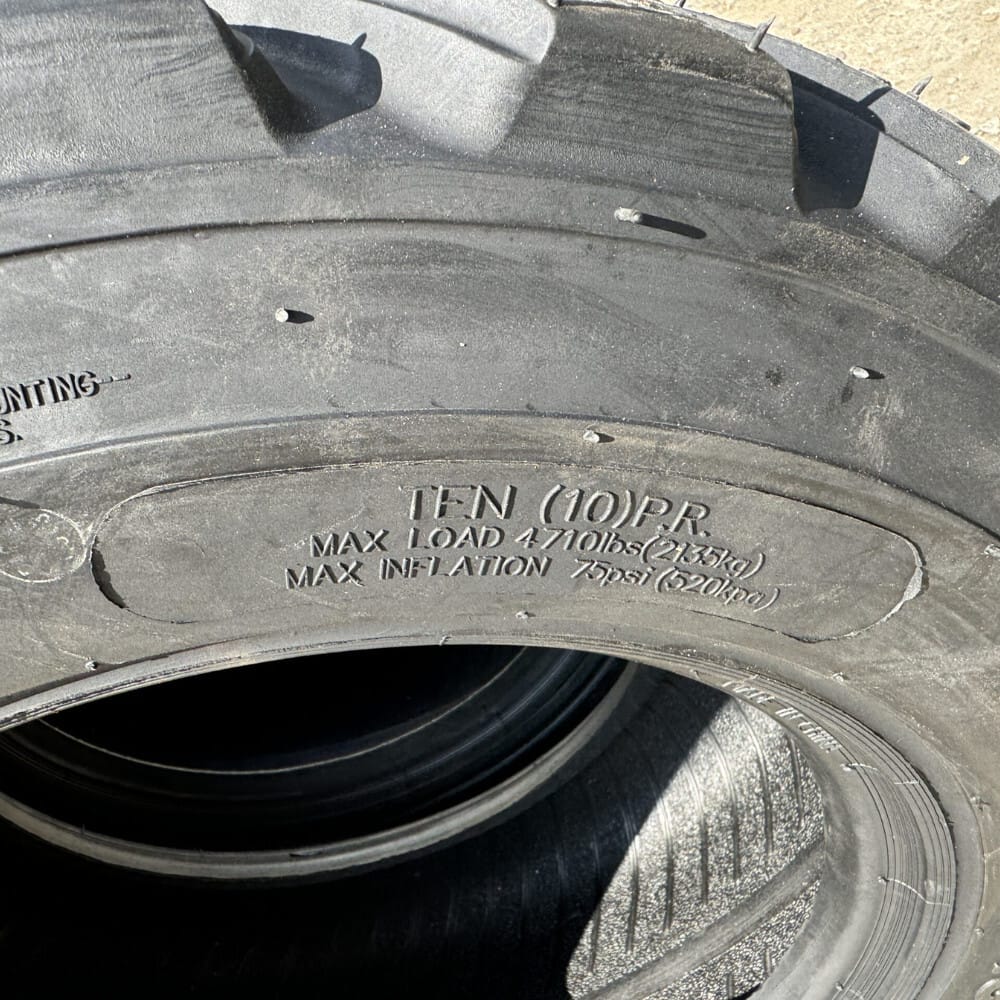 UNTING
S.
TEN (10)P.R.
MAX LOAD 4710lbs(2135kg)
MAX INFLATION 75psi (520kpa)